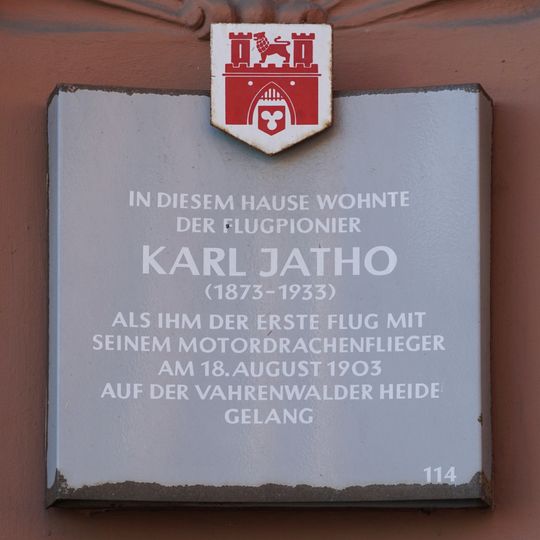 IN DIESEM HAUSE WOHNTE
DER FLUGPIONIER
KARL JATHO
(1873-1933)
ALS IHM DER ERSTE FLUG MIT
SEINEM MOTORDRACHENFLIEGER
AM 18. AUGUST 1903
AUF DER VAHRENWALDER HEIDE
GELANG
114